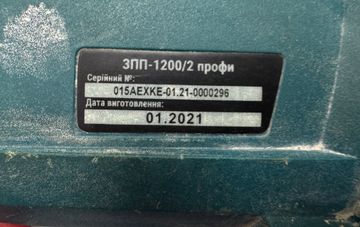 ЗПП-1200/2 профи
Серійний №:
015AEXKE-01.21-0000296
Дата виготовлення:
01.2021